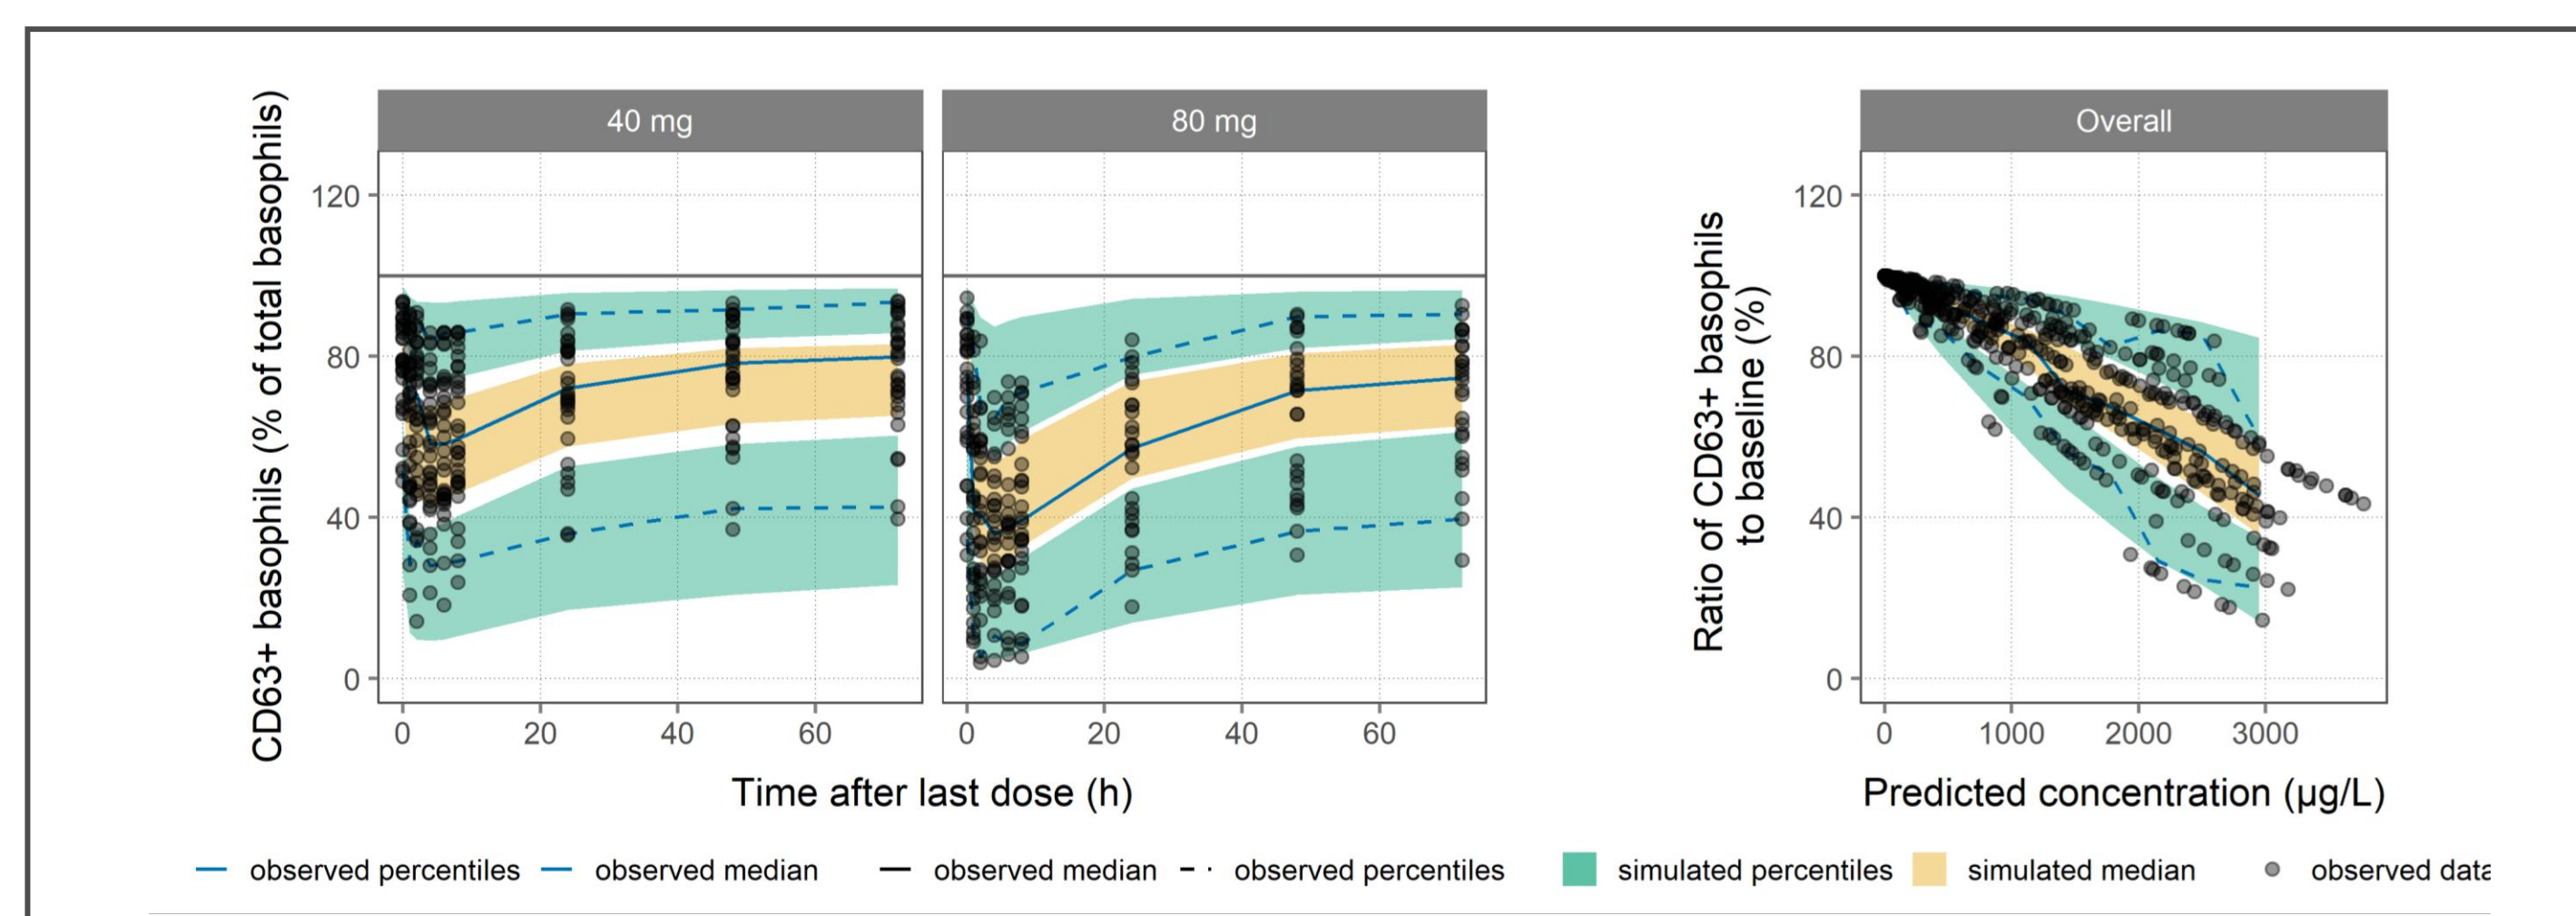 40 mg
80 mg
Overall
CD63+ basophils (% of total basophils)
120
80
40
0
0 20 40 60
0 20 40 60
Time after last dose (h)
Ratio of CD63+ basophils
to baseline (%)
120
80
40
0
0 1000 2000 3000
Predicted concentration (µg/L)
observed percentiles observed median observed median observed percentiles simulated percentiles simulated median observed data